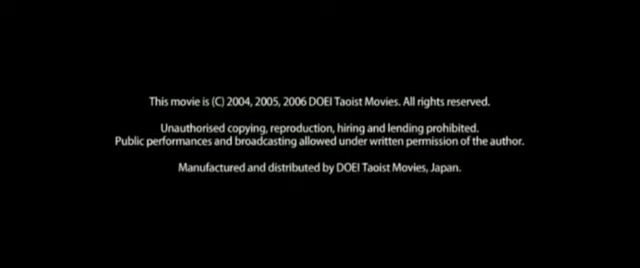 This movie is (C) 2004, 2005, 2006 DOEI Taoist Movies. All rights reserved.
Unauthorised copying, reproduction, hiring and lending prohibited.
Public performances and broadcasting allowed under written permission of the author.
Manufactured and distributed by DOEI Taoist Movies, Japan.